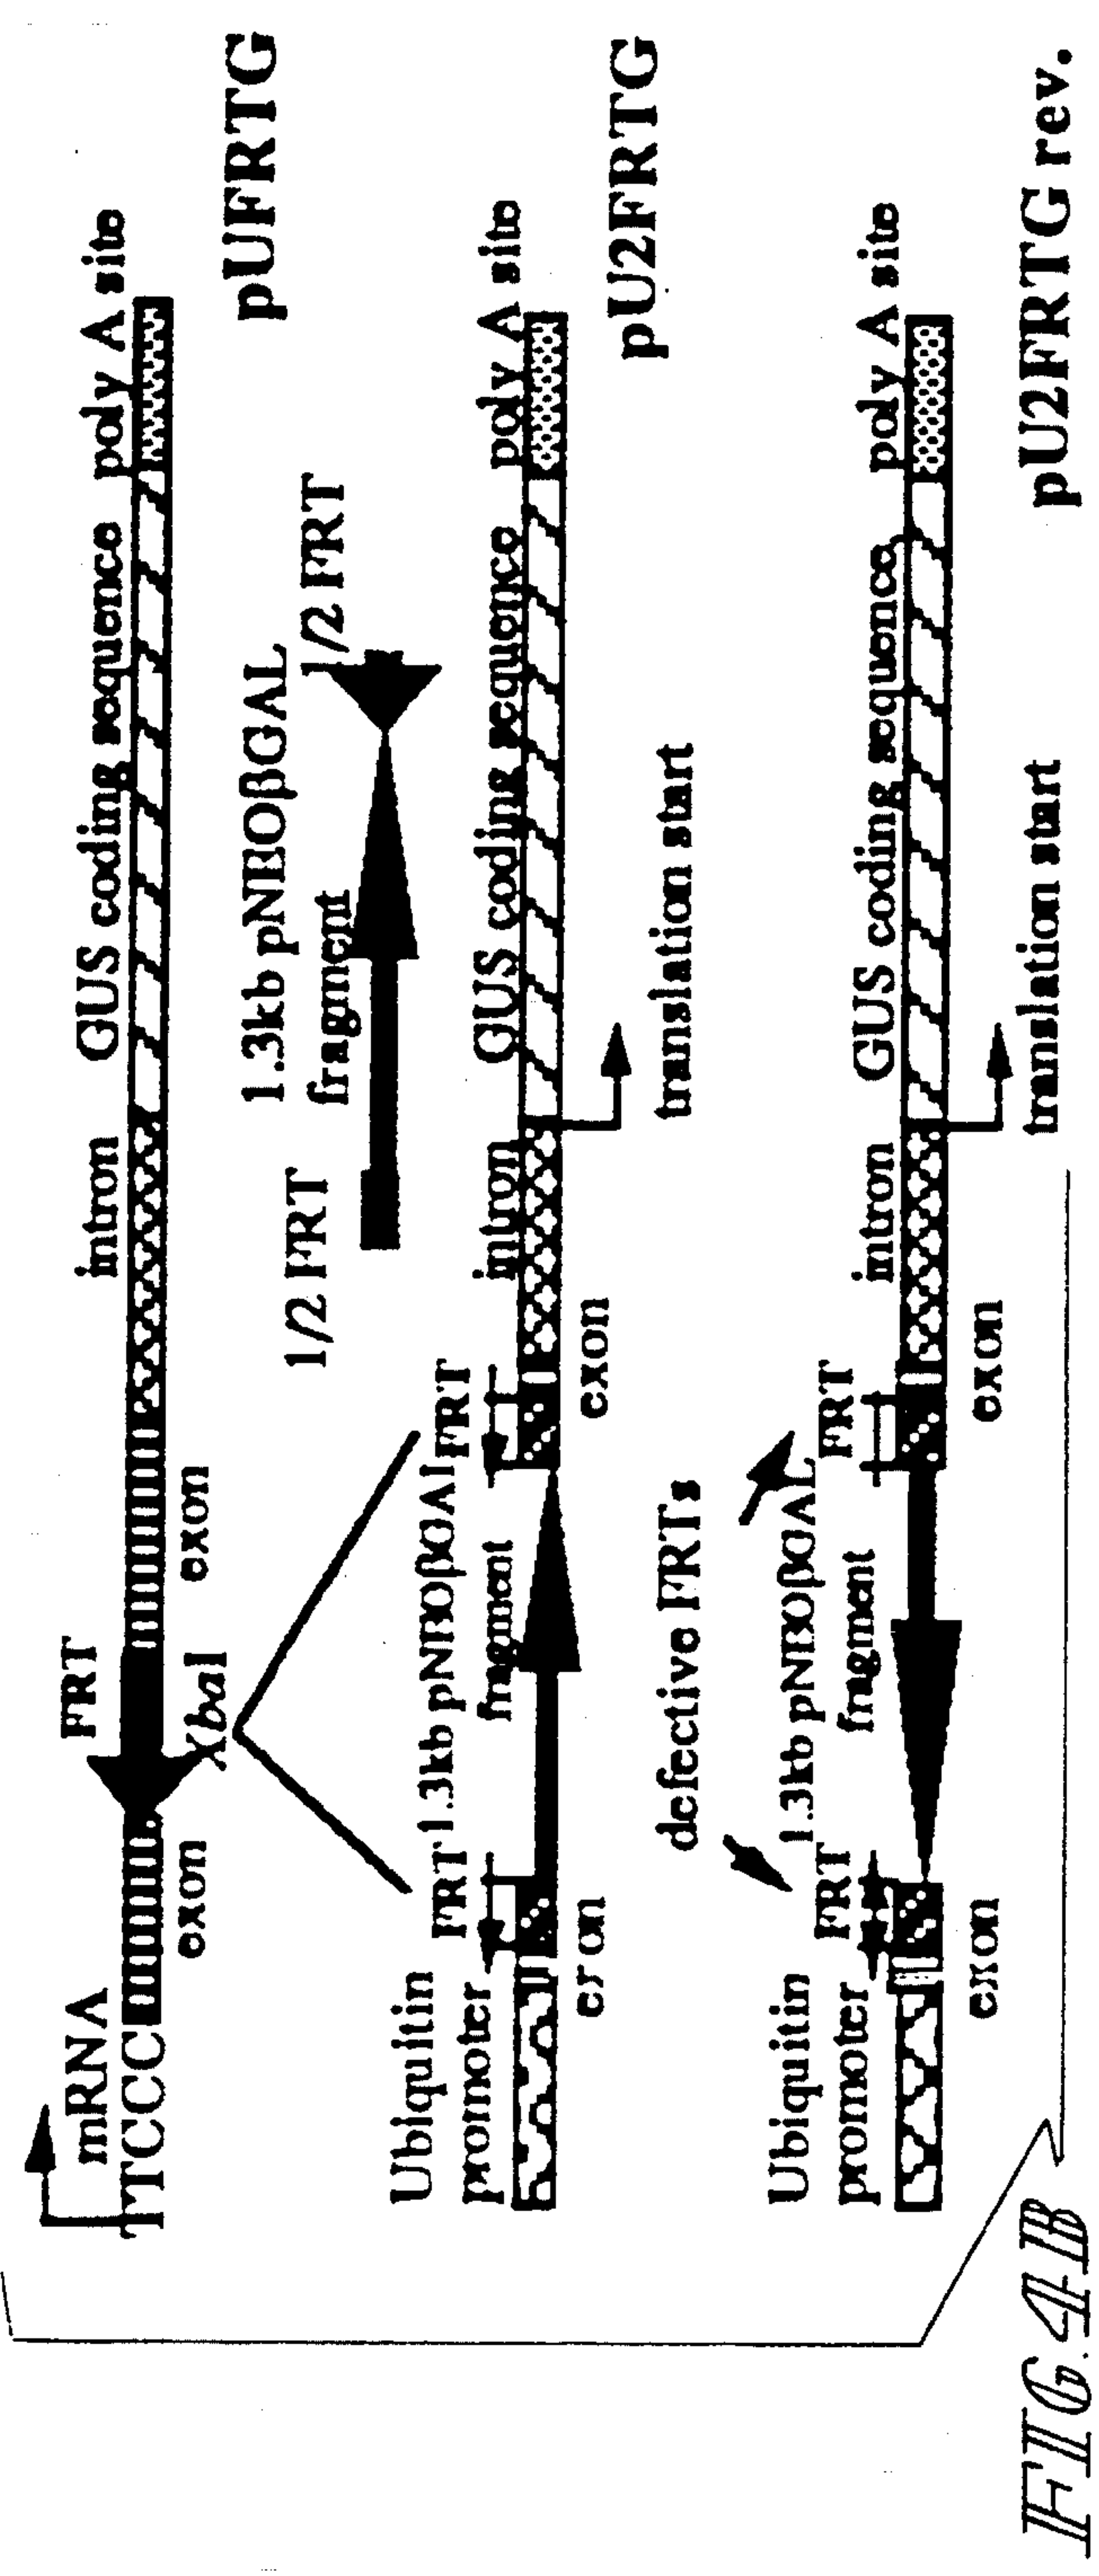 mRNA
TTCCC
FRT
intron
GUS coding sequence
poly A site
exon
XbaI
exon
pUFRTG
1.3kb pNEOβGAL
fragment
1/2 FRT
1/2 FRT
Ubiquitin
promoter
FRT
1.3kb pNEOβGAL
fragment
FRT
intron
GUS coding sequence
poly A site
exon
exon
translation start
pU2FRTG
defective FRTs
Ubiquitin
promoter
FRT
1.3kb pNEOβGAL
fragment
FRT
intron
GUS coding sequence
poly A site
exon
exon
translation start
pU2FRTG rev.
FIG. 4B